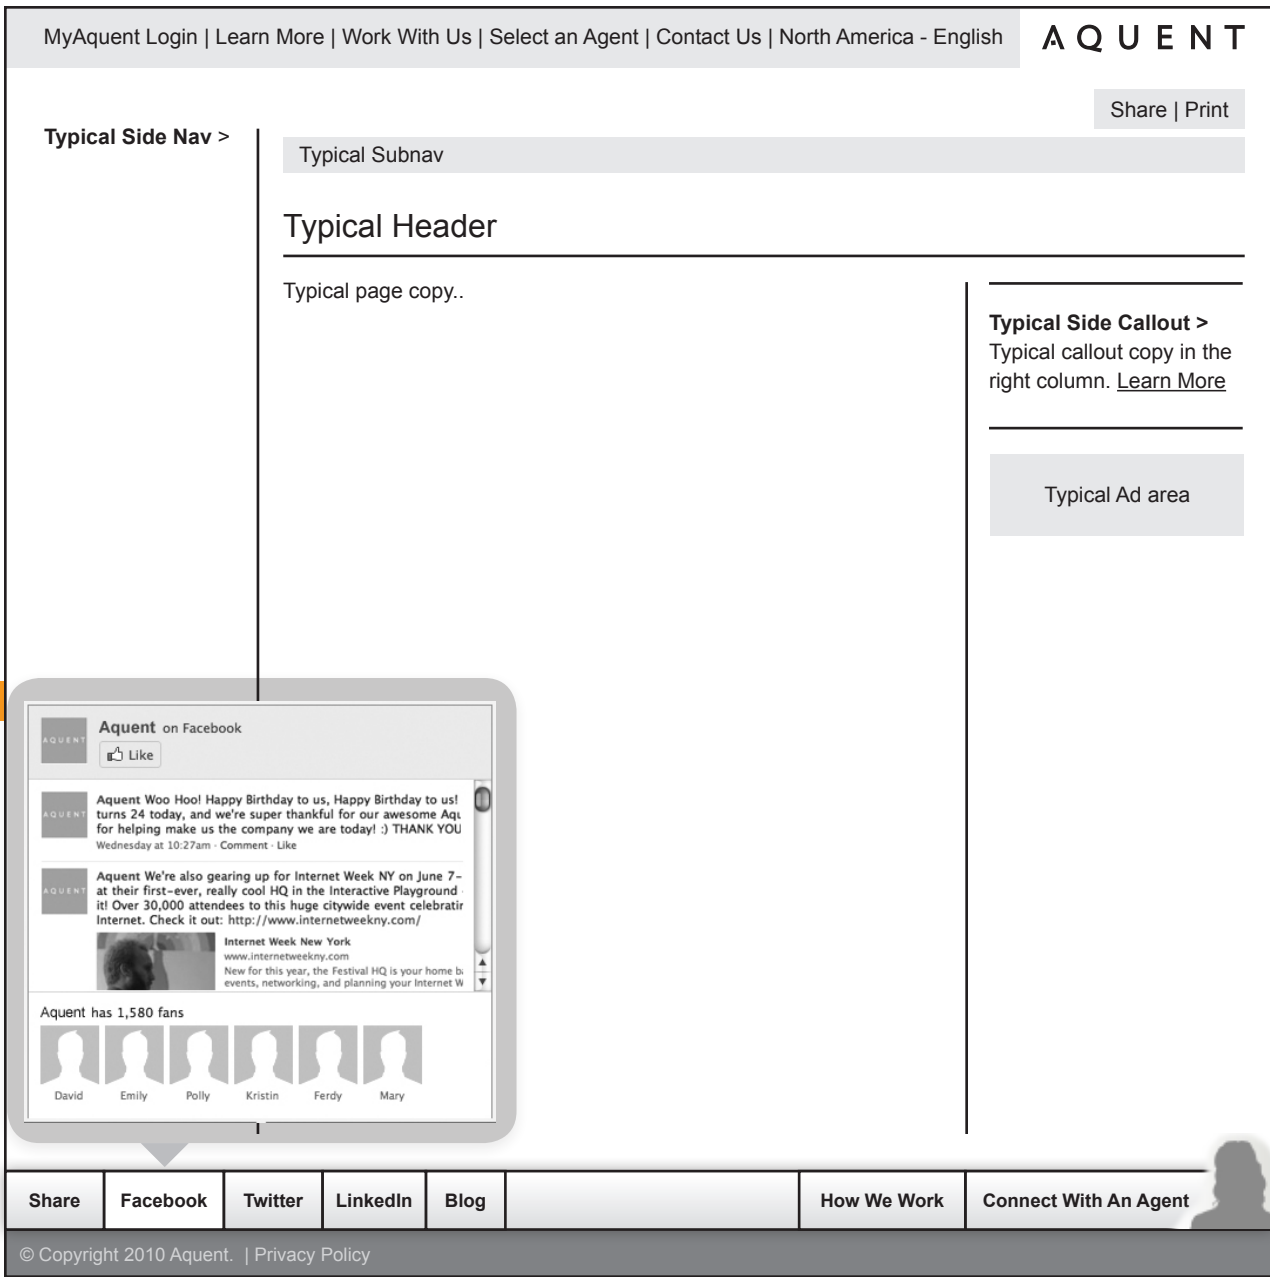 MyAquent Login | Learn More | Work With Us | Select an Agent | Contact Us | North America - English
AQUENT
Share | Print
Typical Side Nav >
Typical Subnav
Typical Header
Typical page copy..
Typical Side Callout >
Typical callout copy in the
right column. Learn More
Typical Ad area
AQUENT
Aquent on Facebook
Like
AQUENT
Aquent Woo Hoo! Happy Birthday to us, Happy Birthday to us!
turns 24 today, and we're super thankful for our awesome Aqu
for helping make us the company we are today! :) THANK YOU
Wednesday at 10:27am · Comment · Like
AQUENT
Aquent We're also gearing up for Internet Week NY on June 7-
at their first-ever, really cool HQ in the Interactive Playground
it! Over 30,000 attendees to this huge citywide event celebratin
Internet. Check it out: http://www.internetweekny.com/
Internet Week New York
www.internetweekny.com
New for this year, the Festival HQ is your home ba
events, networking, and planning your Internet W
Aquent has 1,580 fans
David Emily Polly Kristin Ferdy Mary
Share Facebook Twitter LinkedIn Blog How We Work Connect With An Agent
© Copyright 2010 Aquent. | Privacy Policy